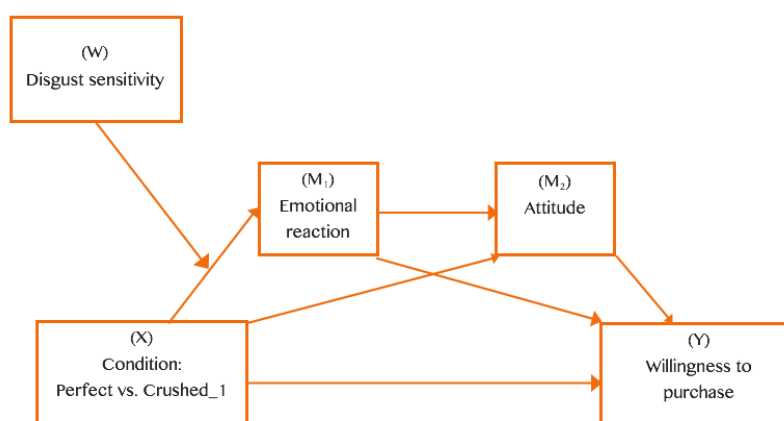 (W)
Disgust sensitivity
(M₁)
Emotional
reaction
(M₂)
Attitude
(X)
Condition:
Perfect vs. Crushed_1
(Y)
Willingness to
purchase